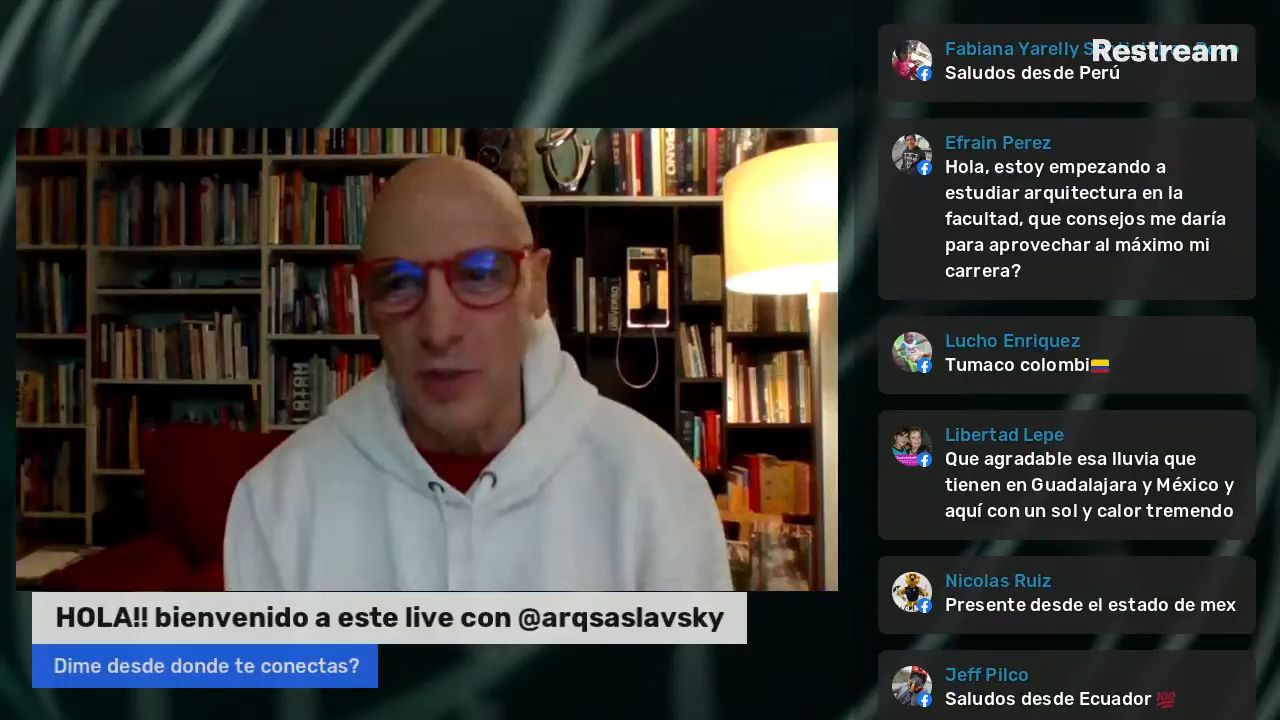 Restream
Fabiana Yarelly
Saludos desde Perú
Efrain Perez
Hola, estoy empezando a
estudiar arquitectura en la
facultad, que consejos me daría
para aprovechar al máximo mi
carrera?
Lucho Enriquez
Tumaco colombi🇨🇴
Libertad Lepe
Que agradable esa lluvia que
tienen en Guadalajara y México y
aquí con un sol y calor tremendo
Nicolas Ruiz
Presente desde el estado de mex
Jeff Pilco
Saludos desde Ecuador 💯
UNIVERSO
LATAM
HOLA!! bienvenido a este live con @arqsaslavsky
Dime desde donde te conectas?